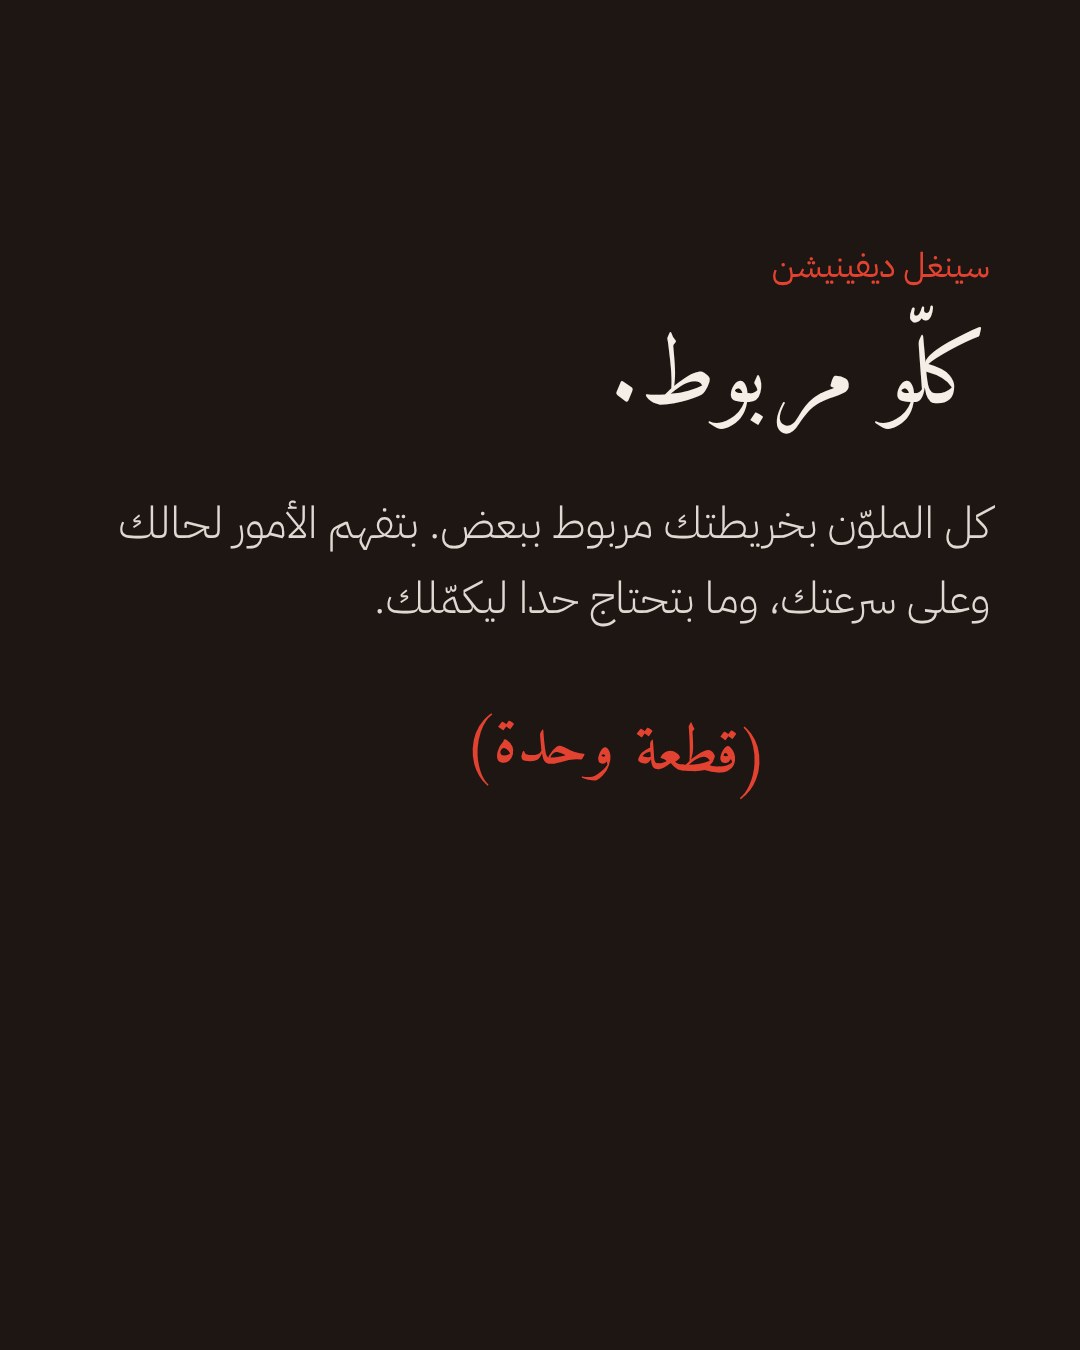 سينغل ديفينيشن
كلّو مربوط.
كل الملوّن بخريطتك مربوط ببعض. بتفهم الأمور لحالك
وعلى سرعتك، وما بتحتاج حدا ليكمّلك.
(قطعة وحدة)